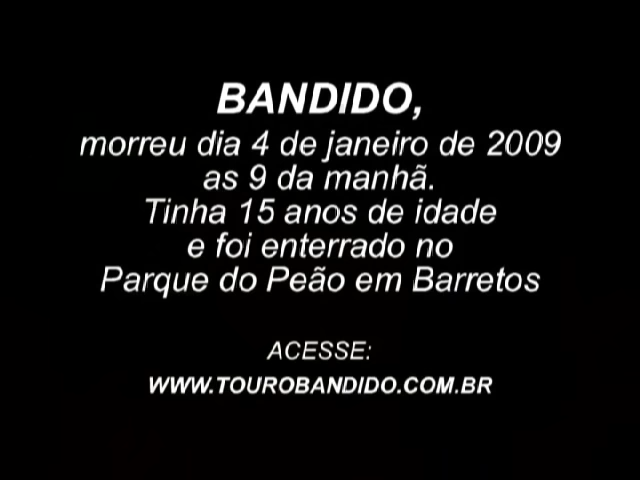 BANDIDO,
morreu dia 4 de janeiro de 2009
as 9 da manhã.
Tinha 15 anos de idade
e foi enterrado no
Parque do Peão em Barretos
ACESSE:
WWW.TOUROBANDIDO.COM.BR